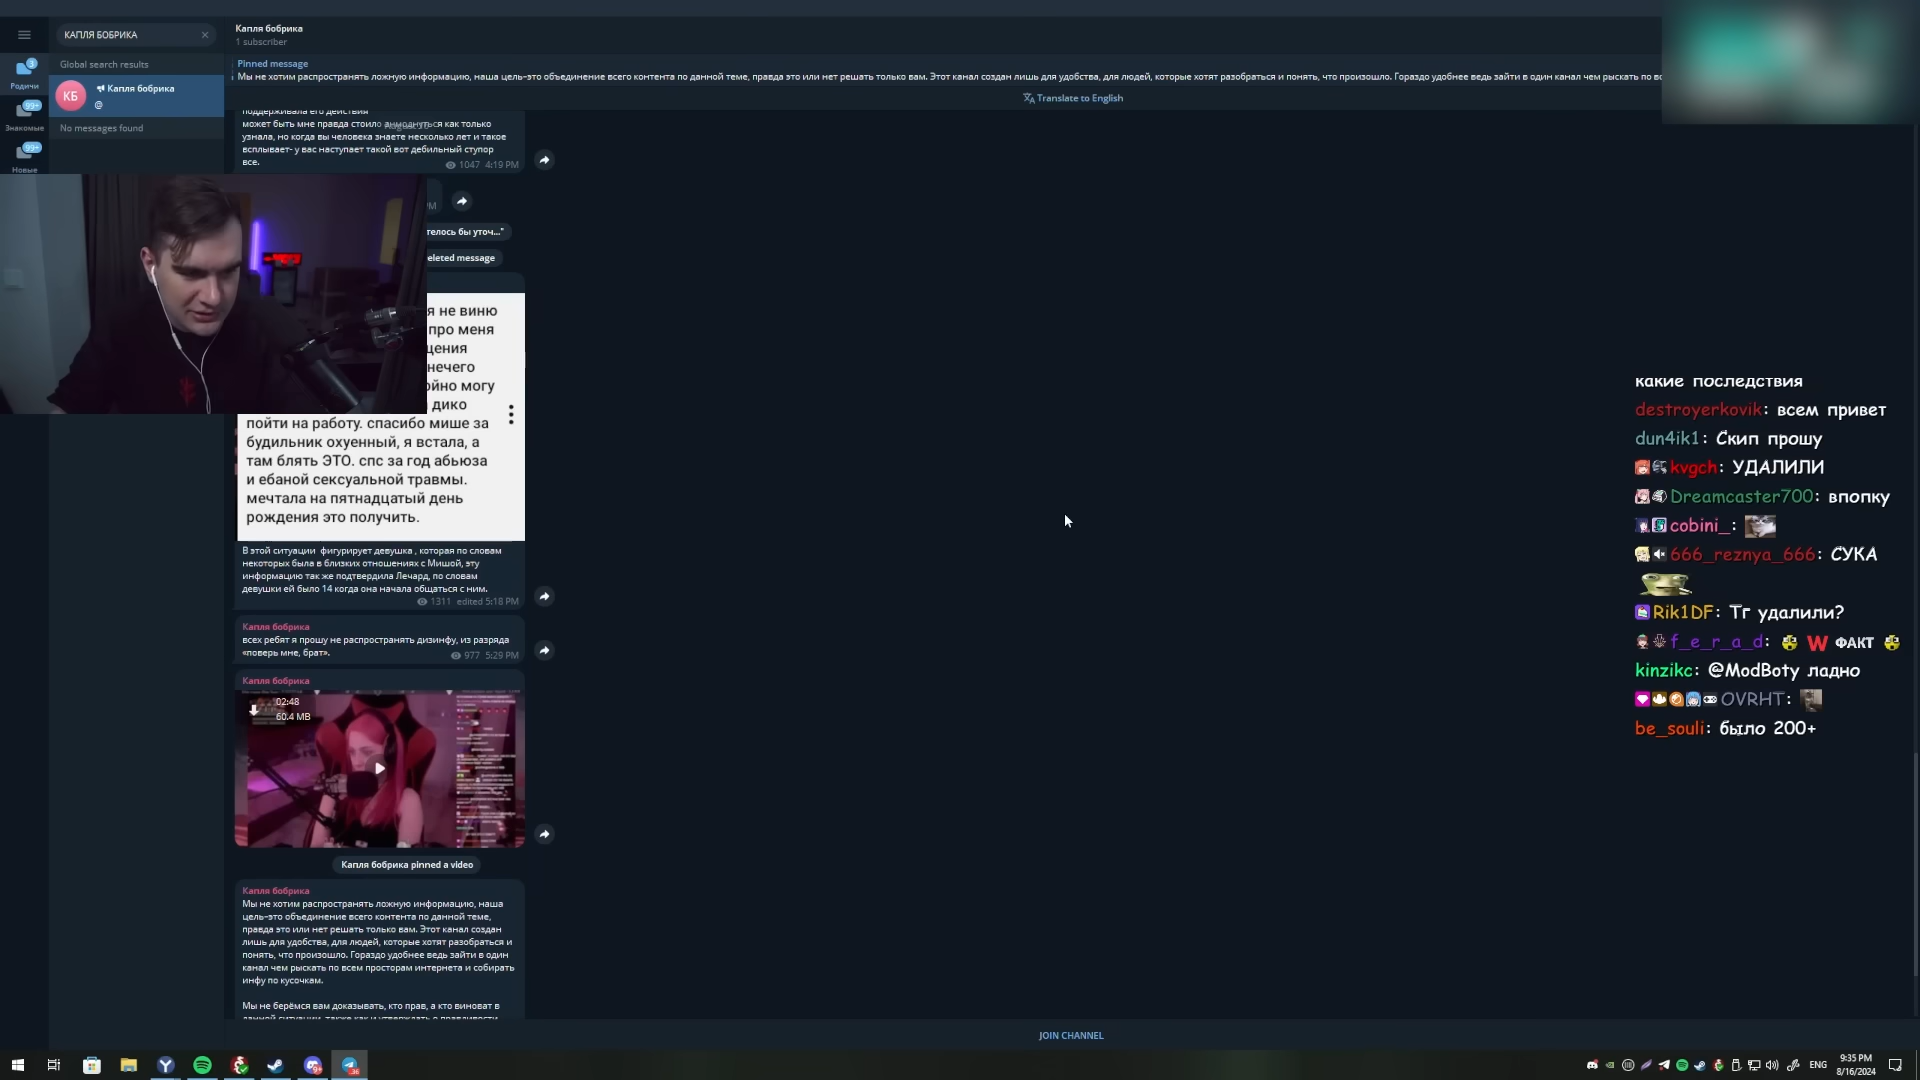 КАПЛЯ БОБРИКА
Global search results
КБ
Капля бобрика
@
No messages found
3
Родичи
99+
Знакомые
99+
Новые
Капля бобрика
1 subscriber
Pinned message
Мы не хотим распространять ложную информацию, наша цель-это объединение всего контента по данной теме, правда это или нет решать только вам. Этот канал создан лишь для удобства, для людей, которые хотят разобраться и понять, что произошло. Гораздо удобнее ведь зайти в один канал чем рыскать по вс
Translate to English
поддерживала его действия
может быть мне правда стоило
ся как только
узнала, но когда вы человека знаете несколько лет и такое
всплывает- у вас наступает такой вот дебильный ступор
все.
1047 4:19 PM
телось бы уточ..."
eleted message
я не виню
про меня
щения
нечего
ойно могу
дико
пойти на работу. спасибо мише за
будильник охуенный, я встала, а
там блять ЭТО. спс за год абьюза
и ебаной сексуальной травмы.
мечтала на пятнадцатый день
рождения это получить.
В этой ситуации фигурирует девушка , которая по словам
некоторых была в близких отношениях с Мишой, эту
информацию так же подтвердила Лечард, по словам
девушки ей было 14 когда она начала общаться с ним.
1311 edited 5:18 PM
Капля бобрика
всех ребят я прошу не распространять дизинфу, из разряда
«поверь мне, брат».
977 5:29 PM
Капля бобрика
02:48
60.4 MB
Капля бобрика pinned a video
Капля бобрика
Мы не хотим распространять ложную информацию, наша
цель-это объединение всего контента по данной теме,
правда это или нет решать только вам. Этот канал создан
лишь для удобства, для людей, которые хотят разобраться и
понять, что произошло. Гораздо удобнее ведь зайти в один
канал чем рыскать по всем просторам интернета и собирать
инфу по кусочкам.
Мы не берёмся вам доказывать, кто прав, а кто виноват в
JOIN CHANNEL
какие последствия
destroyerkovik: всем привет
dun4ik1: Скип прошу
kvgch: УДАЛИЛИ
Dreamcaster700: впопку
cobini_:
666_reznya_666: СУКА
Rik1DF: Тг удалили?
f_e_r_a_d: W ФАКТ
kinzikc: @ModBoty ладно
OVRHT:
be_souli: было 200+
ENG
9:35 PM
8/16/2024